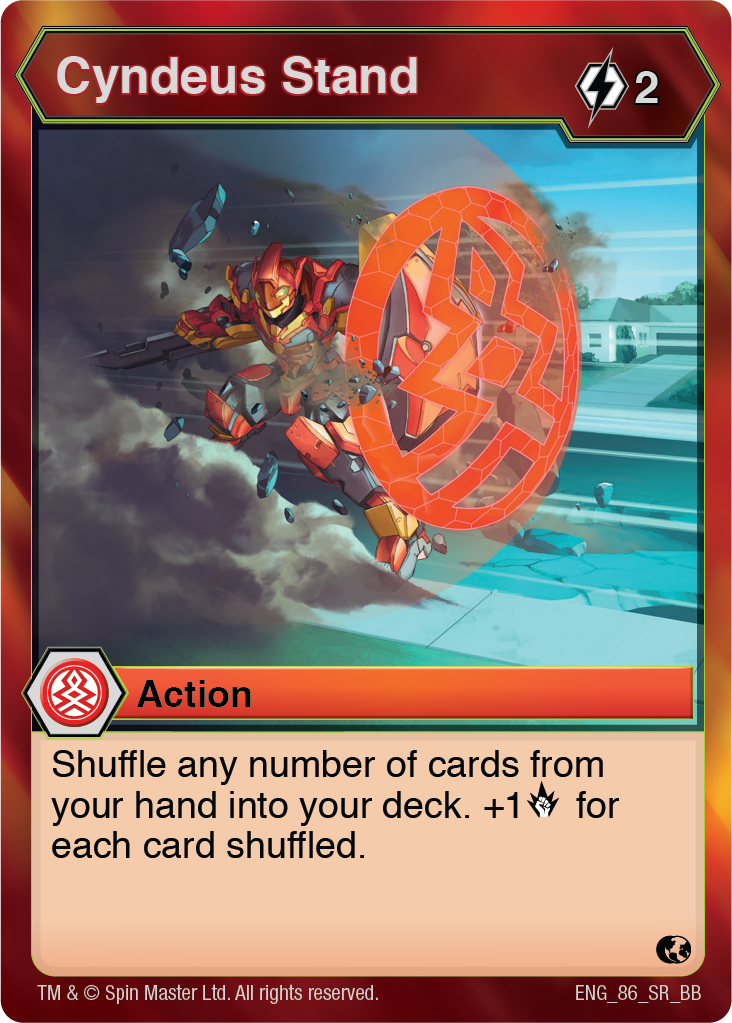 Cyndeus Stand
2
Action
Shuffle any number of cards from
your hand into your deck. +1 for
each card shuffled.
TM & © Spin Master Ltd. All rights reserved.
ENG_86_SR_BB